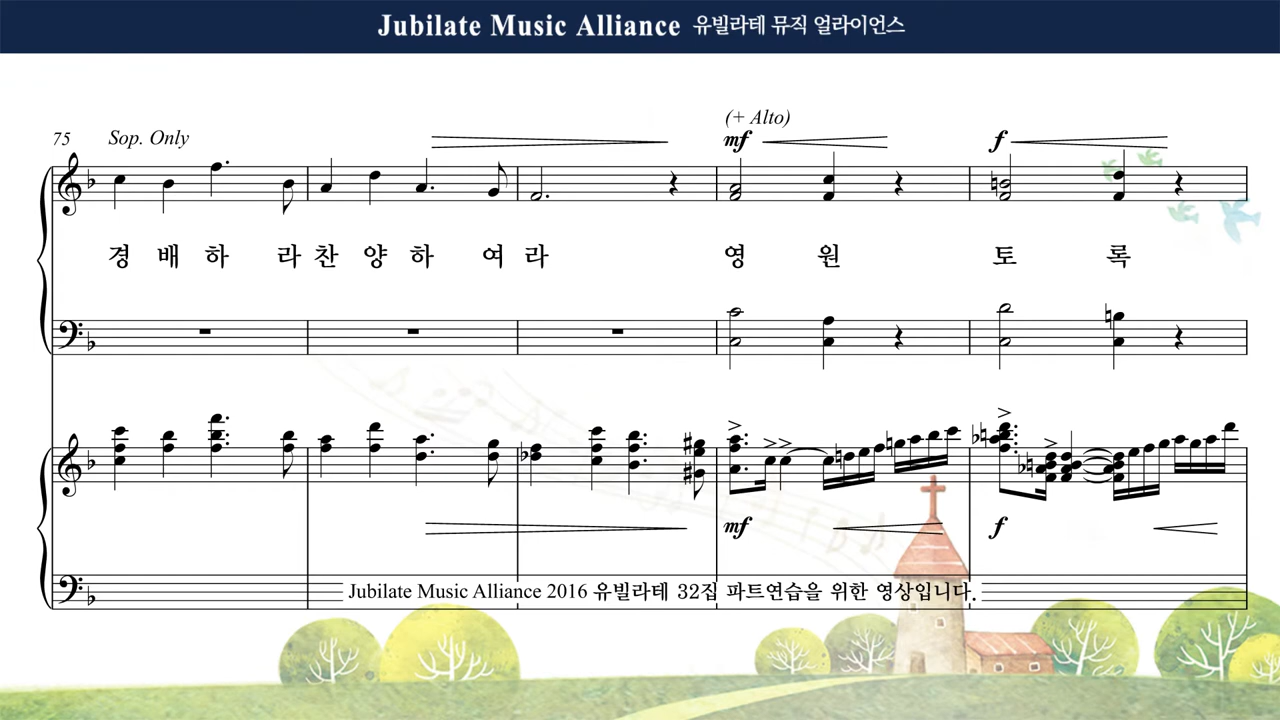 Jubilate Music Alliance 유빌라테 뮤직 얼라이언스
(+ Alto)
75 Sop. Only mf f
경 배 하 라 찬 양 하 여 라 영 원 토 록
mf f
Jubilate Music Alliance 2016 유빌라테 32집 파트연습을 위한 영상입니다.